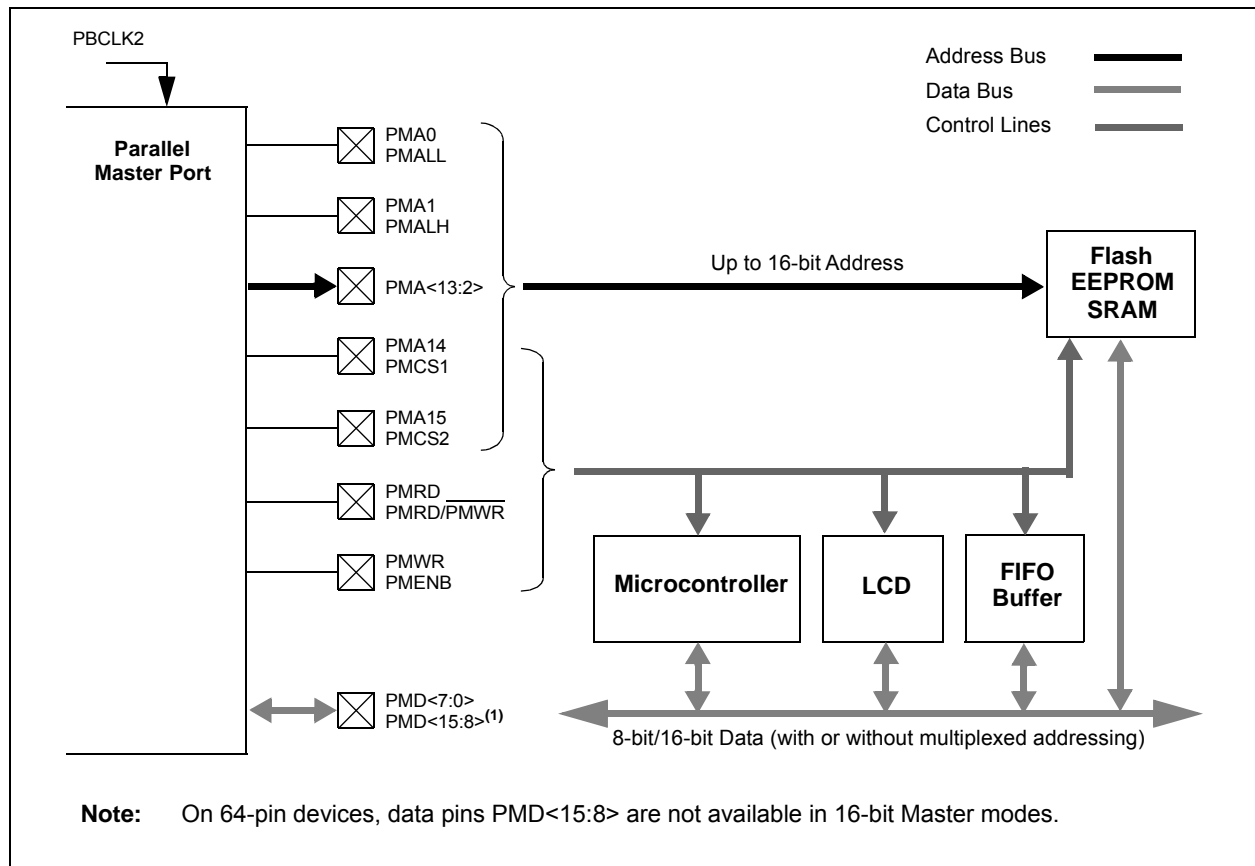 PBCLK2
Address Bus
Data Bus
Control Lines
Parallel
Master Port
PMA0
PMALL
PMA1
PMALH
PMA<13:2>
PMA14
PMCS1
PMA15
PMCS2
PMRD
PMRD/PMWR
PMWR
PMENB
PMD<7:0>
PMD<15:8>(1)
Up to 16-bit Address
Flash
EEPROM
SRAM
Microcontroller
LCD
FIFO
Buffer
8-bit/16-bit Data (with or without multiplexed addressing)
Note: On 64-pin devices, data pins PMD<15:8> are not available in 16-bit Master modes.